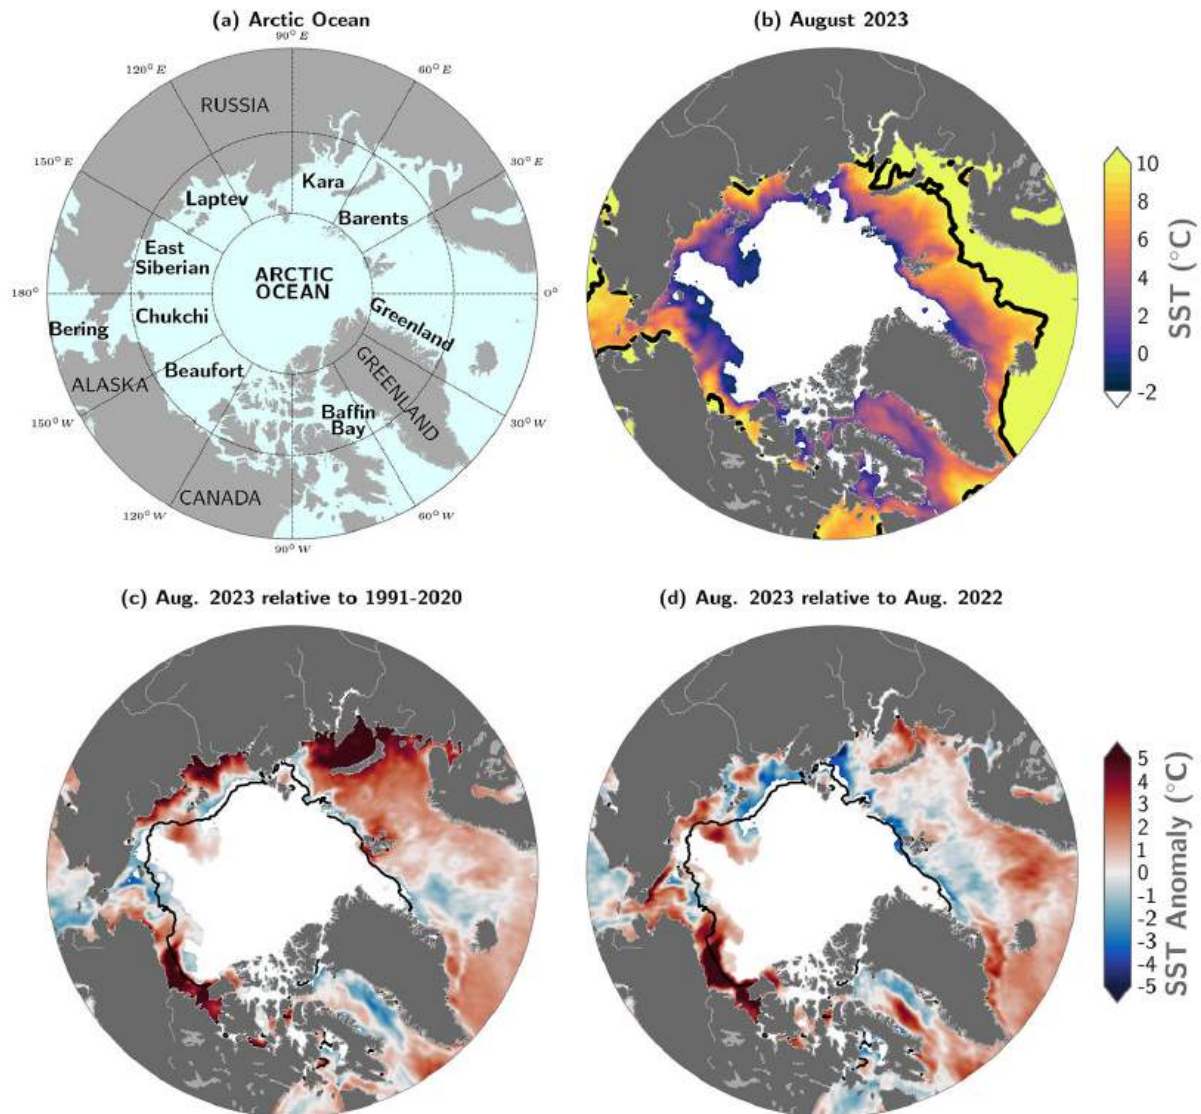 (a) Arctic Ocean
90° E
120° E
60° E
RUSSIA
150° E
30° E
Kara
Laptev
Barents
East
Siberian
ARCTIC
OCEAN
180°
0°
Chukchi
Greenland
Bering
Beaufort
ALASKA
GREENLAND
Baffin
Bay
150° W
30° W
CANADA
120° W
60° W
90° W
(b) August 2023
10
8
6
4
2
0
-2
SST (°C)
(c) Aug. 2023 relative to 1991-2020
(d) Aug. 2023 relative to Aug. 2022
5
4
3
2
1
0
-1
-2
-3
-4
-5
SST Anomaly (°C)